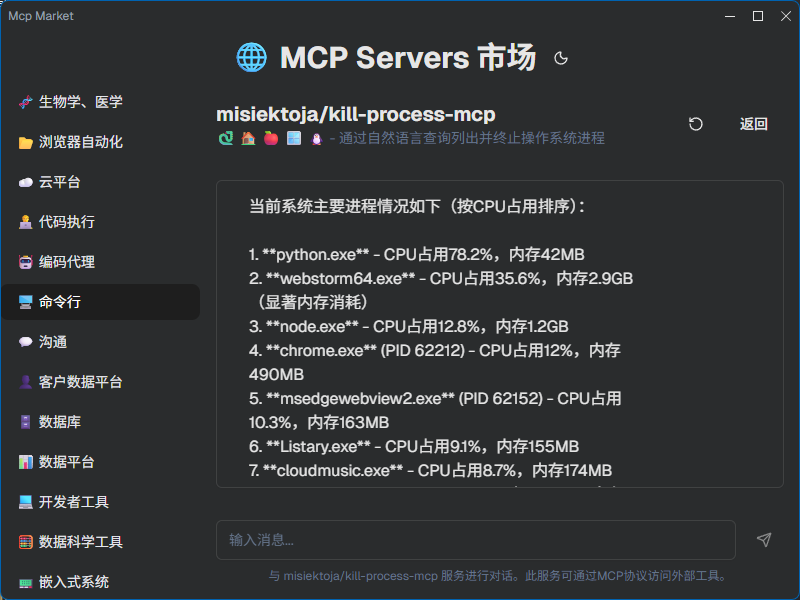 Mcp Market
MCP Servers 市场
生物学、医学
浏览器自动化
云平台
代码执行
编码代理
命令行
沟通
客户数据平台
数据库
数据平台
开发者工具
数据科学工具
嵌入式系统
misiektoja/kill-process-mcp
- 通过自然语言查询列出并终止操作系统进程
返回
当前系统主要进程情况如下（按CPU占用排序）：
1. **python.exe** - CPU占用78.2%，内存42MB
2. **webstorm64.exe** - CPU占用35.6%，内存2.9GB
（显著内存消耗）
3. **node.exe** - CPU占用12.8%，内存1.2GB
4. **chrome.exe** (PID 62212) - CPU占用12%，内存
490MB
5. **msedgewebview2.exe** (PID 62152) - CPU占用
10.3%，内存163MB
6. **Listary.exe** - CPU占用9.1%，内存155MB
7. **cloudmusic.exe** - CPU占用8.7%，内存174MB
输入消息...
与 misiektoja/kill-process-mcp 服务进行对话。此服务可通过MCP协议访问外部工具。